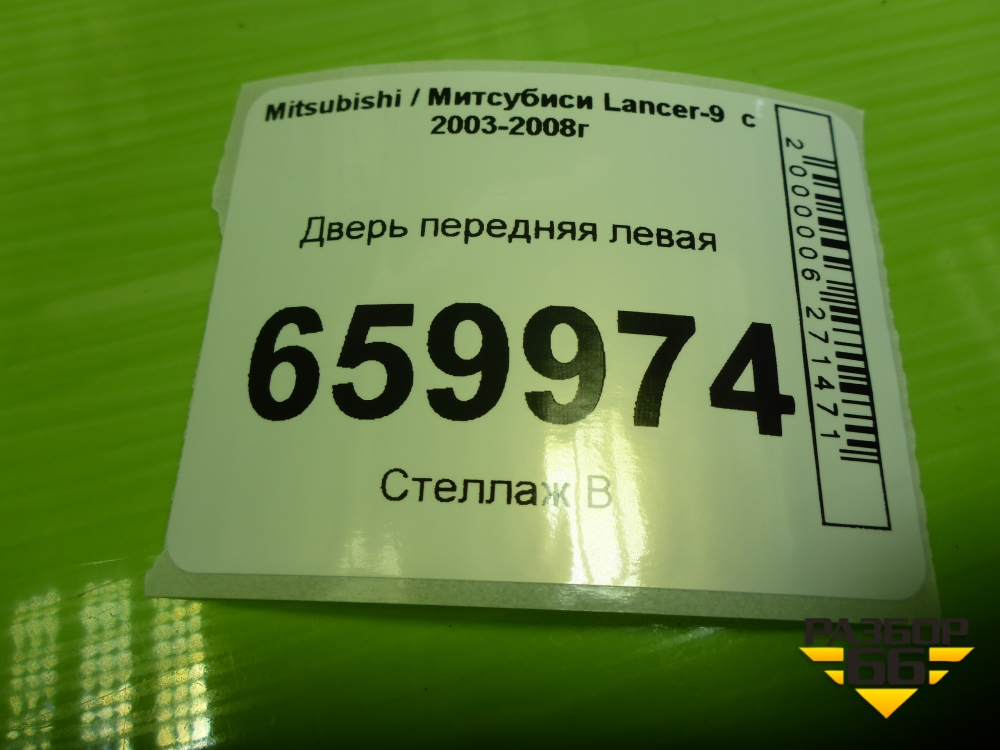 Mitsubishi / Митсубиси Lancer-9 с
2003-2008г
Дверь передняя левая
659974
Стеллаж В
2000006271471
РАЗБОР
66